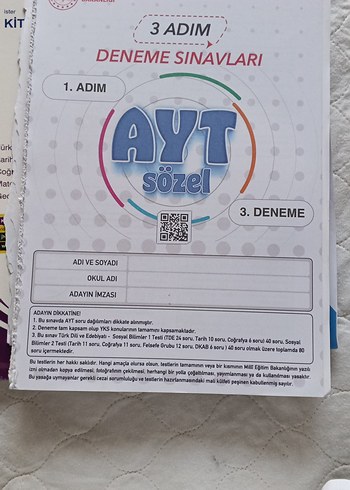 ister
KİT
3 ADIM
DENEME SINAVLARI
1. ADIM
AYT
sözel
3. DENEME
ADI VE SOYADI
OKUL ADI
ADAYIN İMZASI
ADAYIN DİKKATİNE!
1. Bu sınavda AYT soru dağılımları dikkate alınmıştır.
2. Deneme tam kapsam olup YKS konularının tamamını kapsamaktadır.
3. Bu sınav Türk Dili ve Edebiyatı - Sosyal Bilimler 1 Testi (TDE 24 soru, Tarih 10 soru, Coğrafya 6 soru) 40 soru, Sosyal
Bilimler 2 Testi (Tarih 11 soru, Coğrafya 11 soru, Felsefe Grubu 12 soru, DKAB 6 soru) 40 soru olmak üzere toplamda 80
soru içermektedir.
Bu testlerin her hakkı saklıdır. Hangi amaçla olursa olsun, testlerin tamamının veya bir kısmının Millî Eğitim Bakanlığının yazılı
izni olmadan kopya edilmesi, fotoğrafının çekilmesi, herhangi bir yolla çoğaltılması, yayımlanması ya da kullanılması yasaktır.
Bu yasağa uymayanlar gerekli cezai sorumluluğu ve testlerin hazırlanmasındaki mali külfeti peşinen kabullenmiş sayılır.